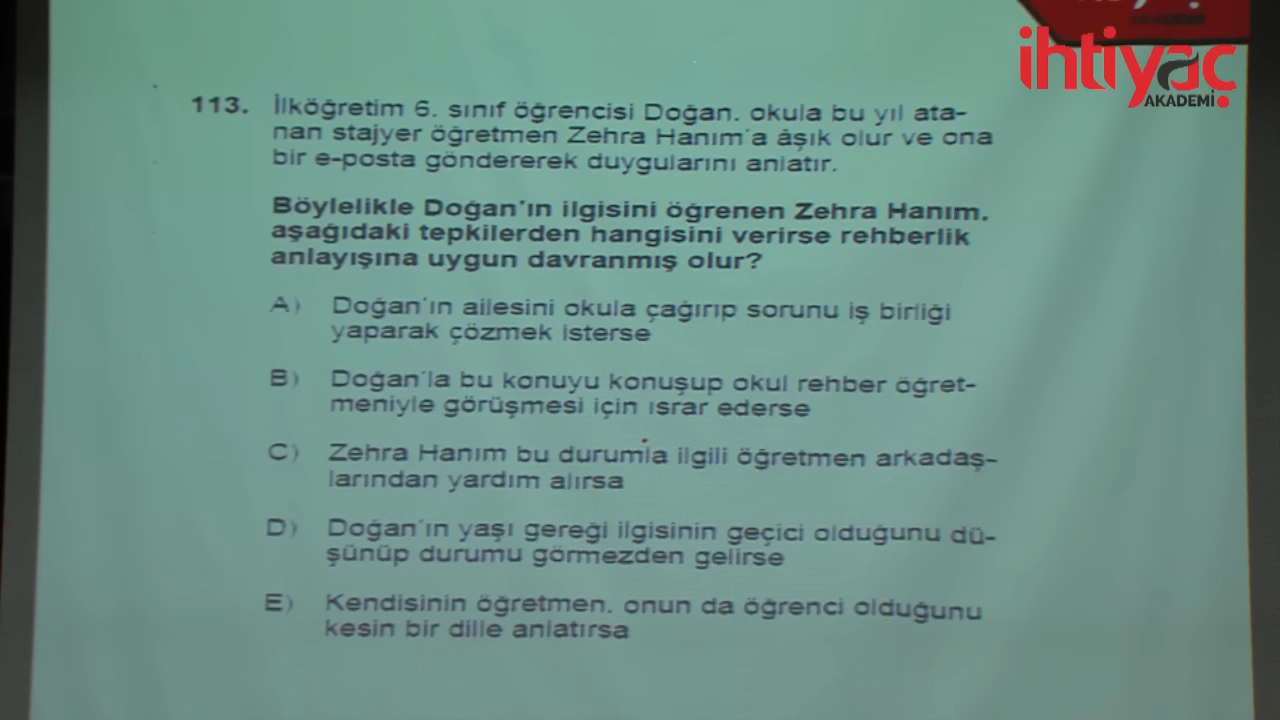 ihtiyaç
AKADEMİ
113. İlköğretim 6. sınıf öğrencisi Doğan, okula bu yıl ata-
nan stajyer öğretmen Zehra Hanım'a âşık olur ve ona
bir e-posta göndererek duygularını anlatır.
Böylelikle Doğan'ın ilgisini öğrenen Zehra Hanım,
aşağıdaki tepkilerden hangisini verirse rehberlik
anlayışına uygun davranmış olur?
A) Doğan'ın ailesini okula çağırıp sorunu iş birliği
yaparak çözmek isterse
B) Doğan'la bu konuyu konuşup okul rehber öğret-
meniyle görüşmesi için ısrar ederse
C) Zehra Hanım bu durumla ilgili öğretmen arkadaş-
larından yardım alırsa
D) Doğan'ın yaşı gereği ilgisinin geçici olduğunu dü-
şünüp durumu görmezden gelirse
E) Kendisinin öğretmen, onun da öğrenci olduğunu
kesin bir dille anlatırsa